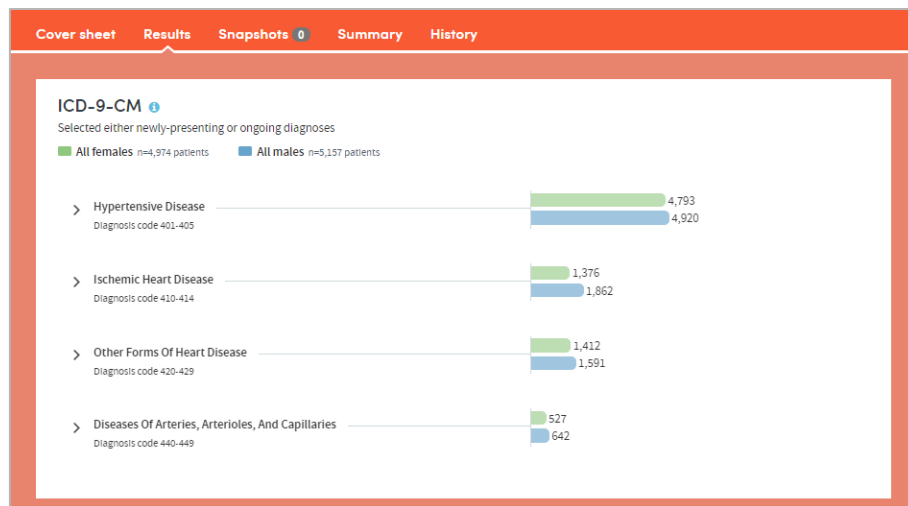 Cover sheet Results Snapshots 0 Summary History
ICD-9-CM i
Selected either newly-presenting or ongoing diagnoses
All females n=4,974 patients All males n=5,157 patients
Hypertensive Disease
Diagnosis code 401-405
4,793
4,920
Ischemic Heart Disease
Diagnosis code 410-414
1,376
1,862
Other Forms Of Heart Disease
Diagnosis code 420-429
1,412
1,591
Diseases Of Arteries, Arterioles, And Capillaries
Diagnosis code 440-449
527
642